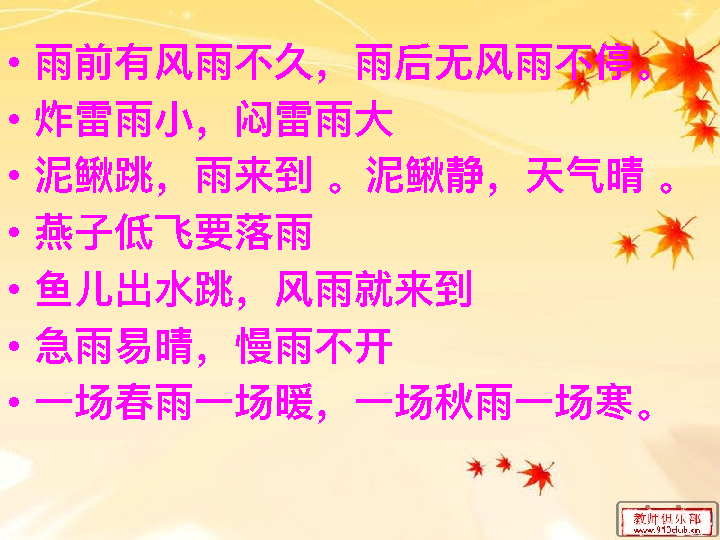 • 雨前有风雨不久，雨后无风雨不停。
• 炸雷雨小，闷雷雨大
• 泥鳅跳，雨来到 。泥鳅静，天气晴 。
• 燕子低飞要落雨
• 鱼儿出水跳，风雨就来到
• 急雨易晴，慢雨不开
• 一场春雨一场暖，一场秋雨一场寒。
教师俱乐部
www.910club.cn